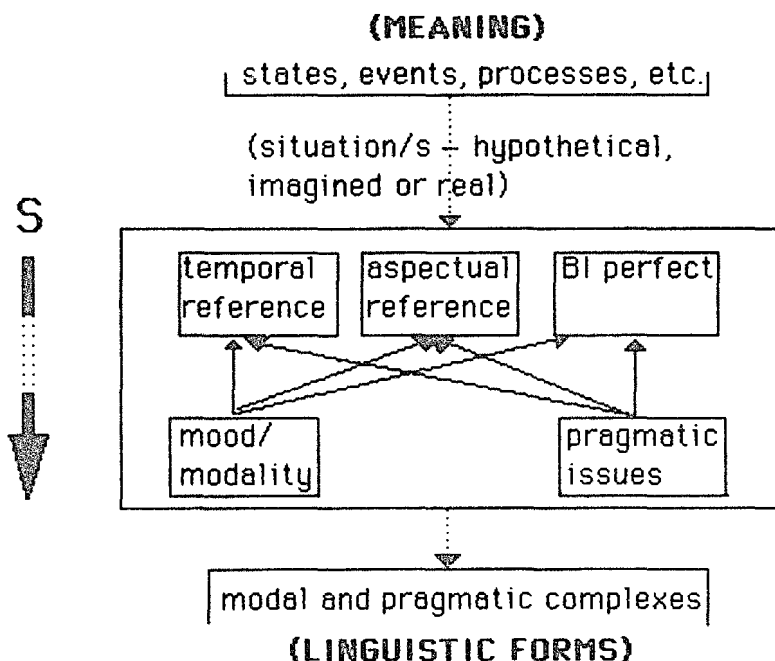 (MEANING)
states, events, processes, etc.
(situation/s – hypothetical,
imagined or real)
S
temporal
reference
aspectual
reference
BI perfect
mood/
modality
pragmatic
issues
modal and pragmatic complexes
(LINGUISTIC FORMS)